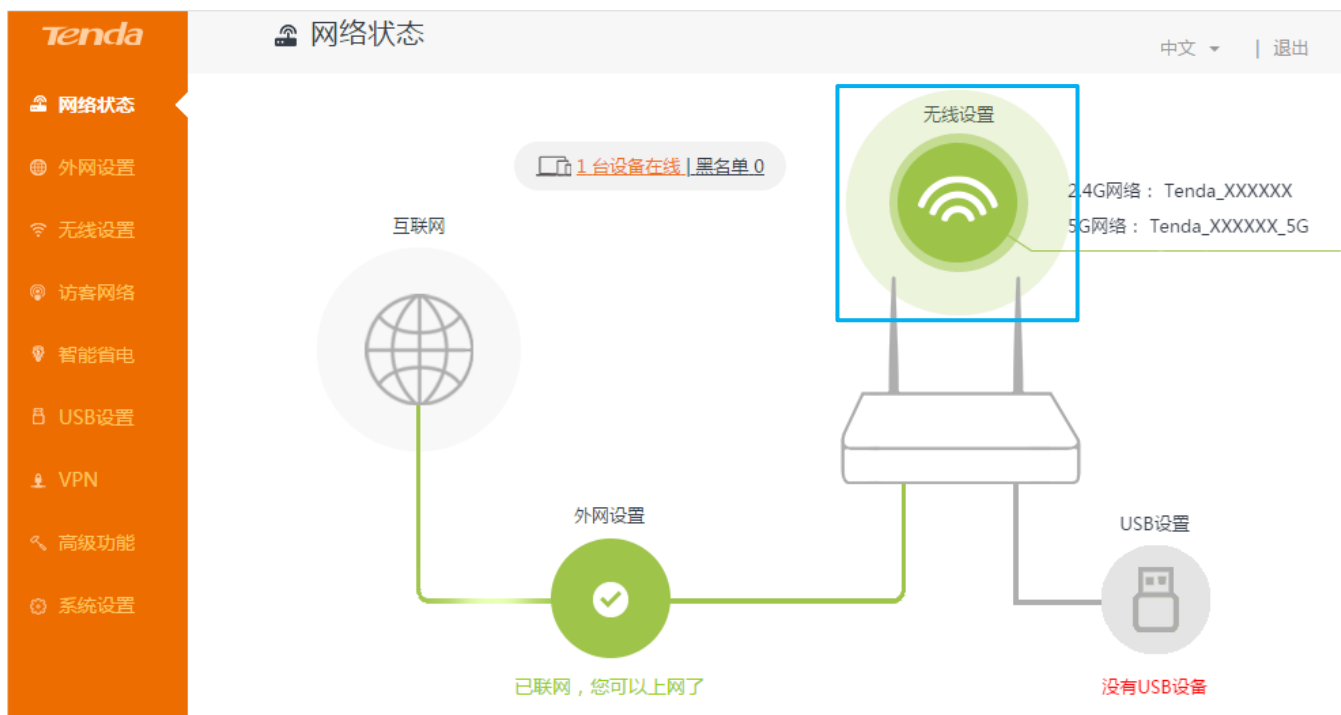 Tenda
网络状态
中文
| 退出
网络状态
外网设置
无线设置
访客网络
智能省电
USB设置
VPN
高级功能
系统设置
无线设置
1 台设备在线 | 黑名单 0
2.4G网络： Tenda_XXXXXX
5G网络： Tenda_XXXXXX_5G
互联网
外网设置
USB设置
已联网，您可以上网了
没有USB设备